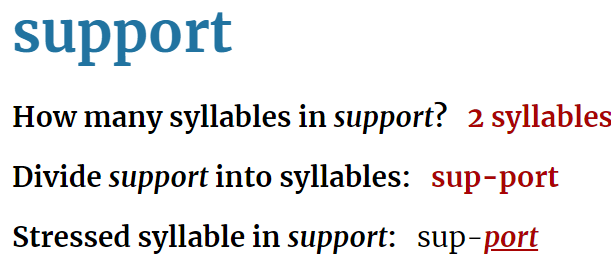 support
How many syllables in support? 2 syllables
Divide support into syllables: sup-port
Stressed syllable in support: sup-port